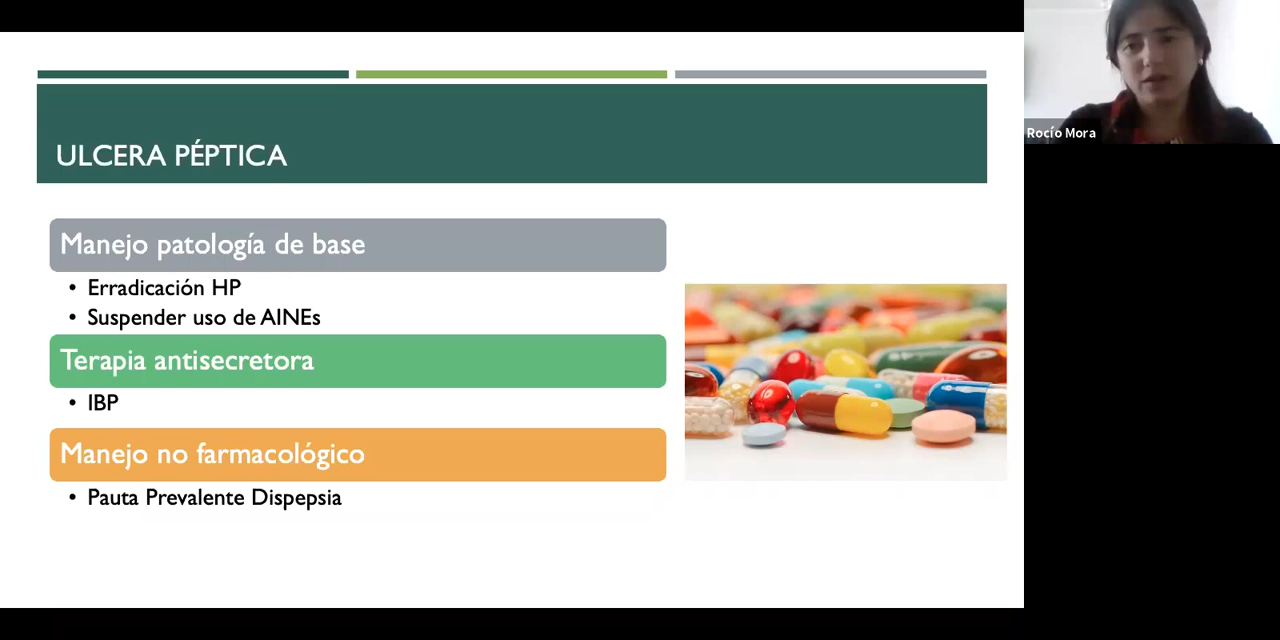 ULCERA PÉPTICA
Manejo patología de base
• Erradicación HP
• Suspender uso de AINEs
Terapia antisecretora
• IBP
Manejo no farmacológico
• Pauta Prevalente Dispepsia
Rocío Mora